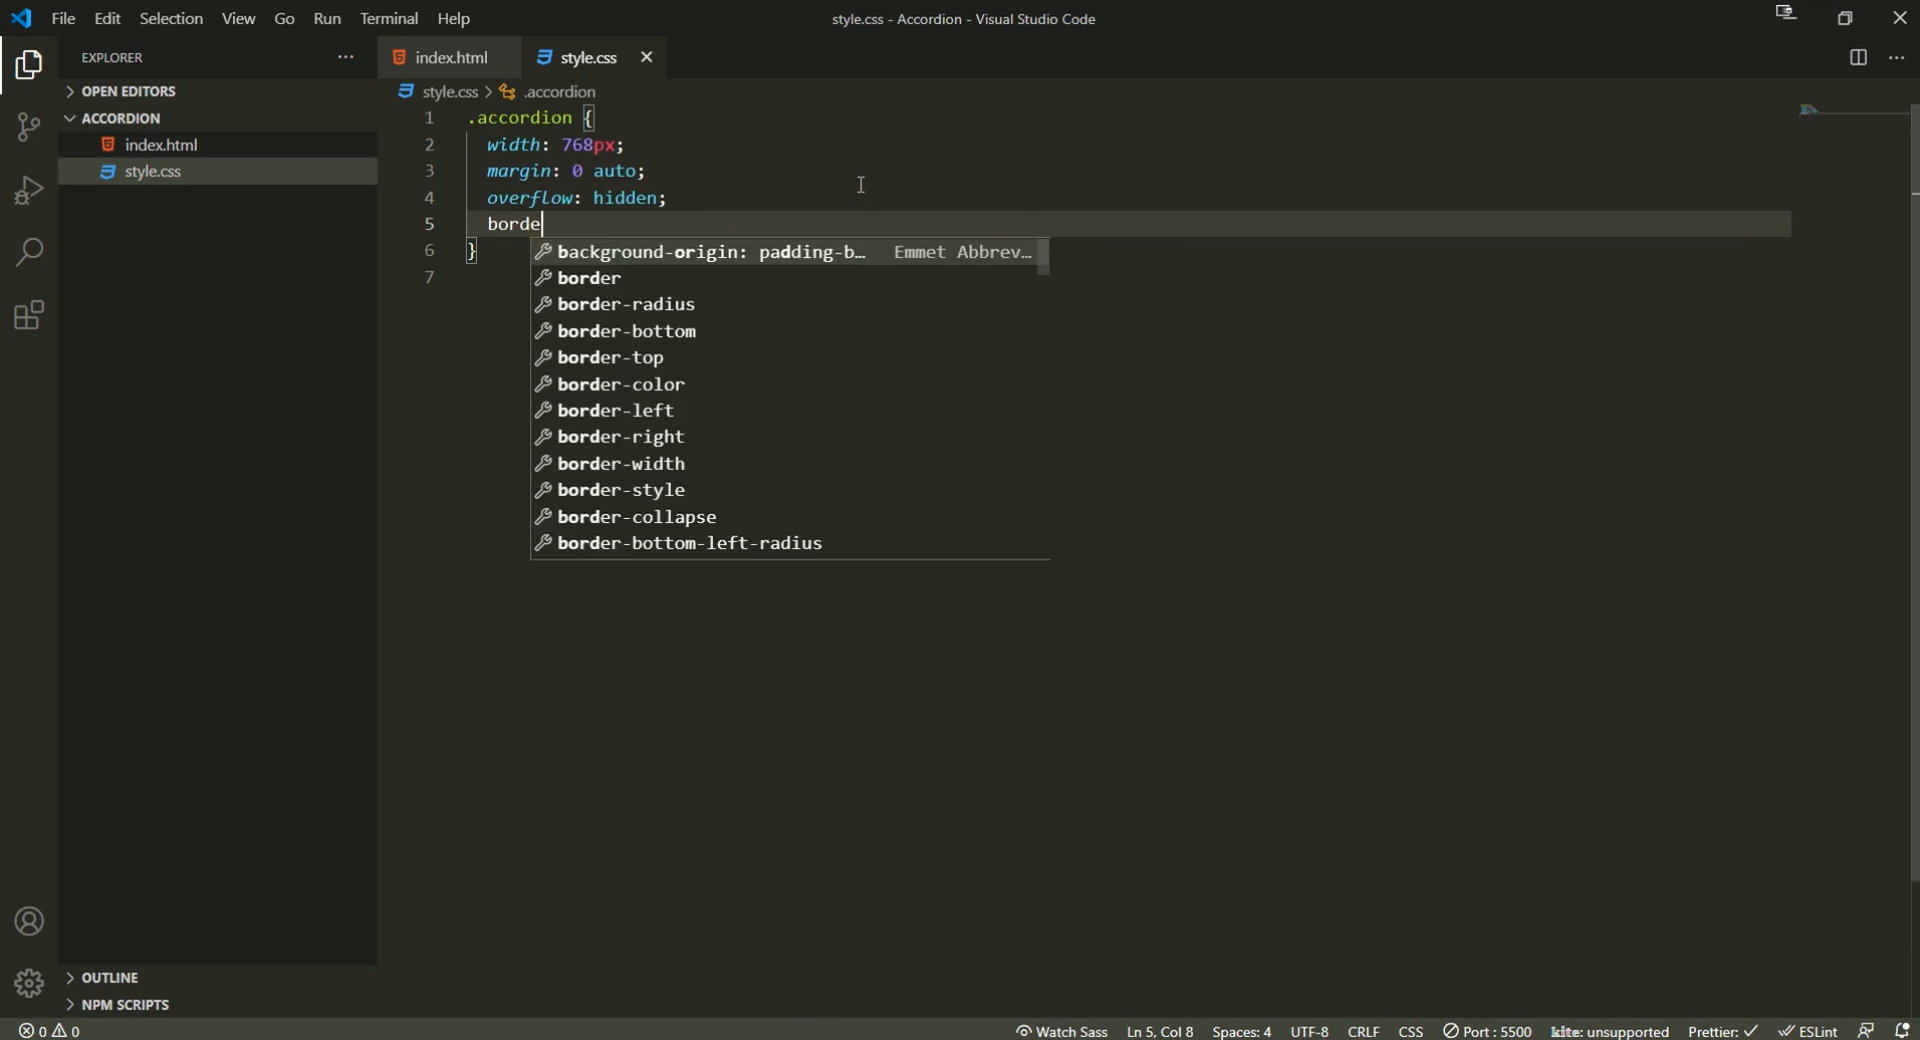 File Edit Selection View Go Run Terminal Help
style.css - Accordion - Visual Studio Code
EXPLORER
index.html
style.css
OPEN EDITORS
style.css > .accordion
ACCORDION
index.html
style.css
1 .accordion {
2 width: 768px;
3 margin: 0 auto;
4 overflow: hidden;
5 borde
6 }
7
background-origin: padding-b... Emmet Abbrev...
border
border-radius
border-bottom
border-top
border-color
border-left
border-right
border-width
border-style
border-collapse
border-bottom-left-radius
OUTLINE
NPM SCRIPTS
0 0
Watch Sass Ln 5, Col 8 Spaces: 4 UTF-8 CRLF CSS Port : 5500 kite: unsupported Prettier: ✓ ESLint